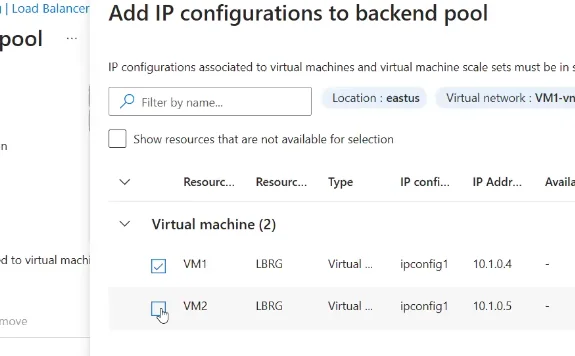 | Load Balancer
Add IP configurations to backend pool
pool ...
IP configurations associated to virtual machines and virtual machine scale sets must be in s
Filter by name...
Location : eastus
Virtual network : VM1-vn
Show resources that are not available for selection
Resourc... Resourc... Type IP confi... IP Addr... Availa
Virtual machine (2)
ed to virtual machi
VM1 LBRG Virtual ... ipconfig1 10.1.0.4 -
VM2 LBRG Virtual ... ipconfig1 10.1.0.5 -
move